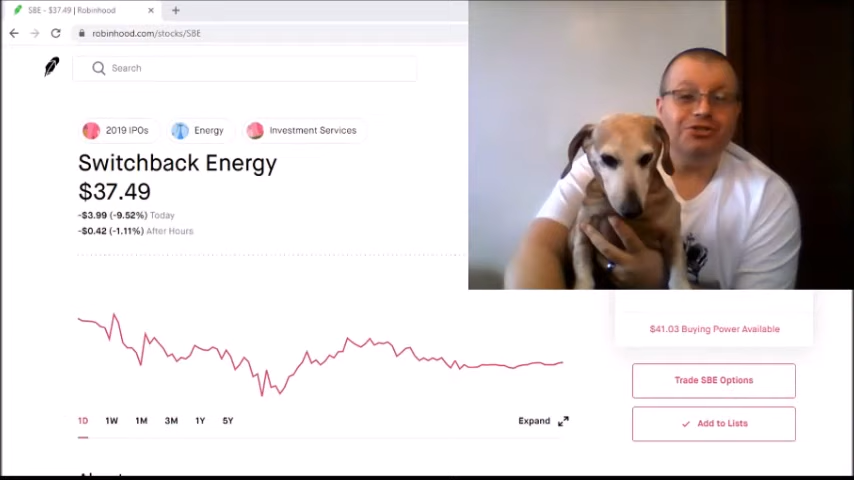 SBE - $37.49 | Robinhood
robinhood.com/stocks/SBE
Search
2019 IPOs
Energy
Investment Services
Switchback Energy
$37.49
-$3.99 (-9.52%) Today
-$0.42 (-1.11%) After Hours
$41.03 Buying Power Available
Trade SBE Options
Add to Lists
1D 1W 1M 3M 1Y 5Y
Expand